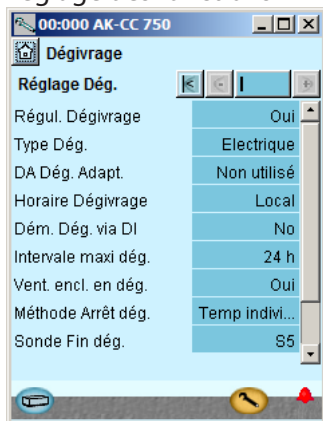 00:000 AK-CC 750
Dégivrage
Réglage Dég.
Régul. Dégivrage Oui
Type Dég. Electrique
DA Dég. Adapt. Non utilisé
Horaire Dégivrage Local
Dém. Dég. via DI No
Intervale maxi dég. 24 h
Vent. encl. en dég. Oui
Méthode Arrêt dég. Temp indivi...
Sonde Fin dég. S5